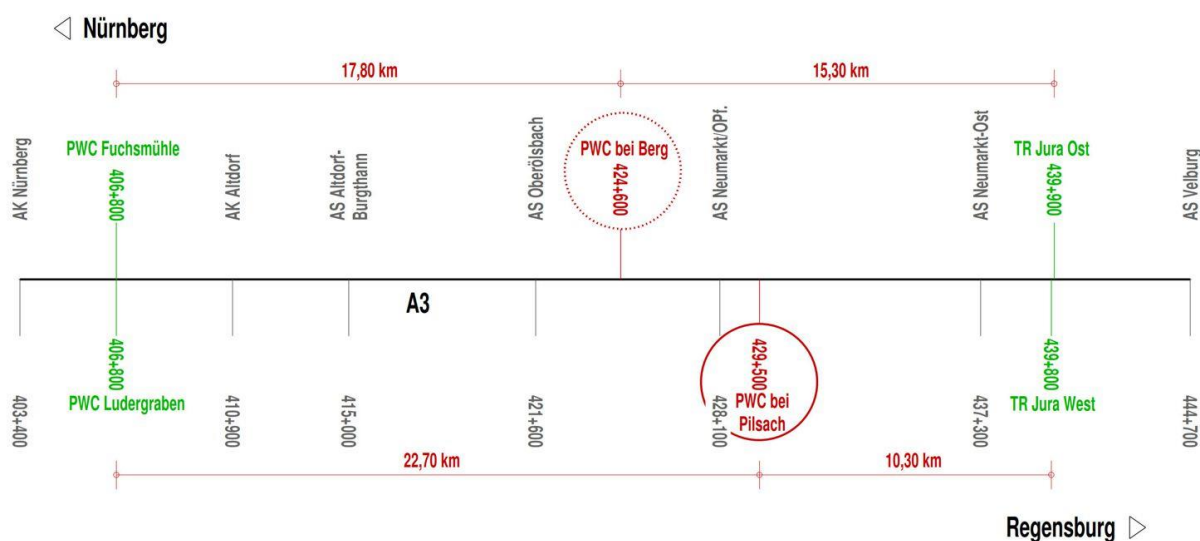 Nürnberg
17,80 km
15,30 km
AK Nürnberg
PWC Fuchsmühle
406+800
AK Altdorf
AS Altdorf-
Burgthann
AS Oberölsbach
PWC bei Berg
424+600
AS Neumarkt/OPf.
AS Neumarkt-Ost
TR Jura Ost
439+900
AS Velburg
A3
403+400
406+800
PWC Ludergraben
410+900
415+000
421+600
428+100
429+500
PWC bei
Pilsach
437+300
439+800
TR Jura West
444+700
22,70 km
10,30 km
Regensburg